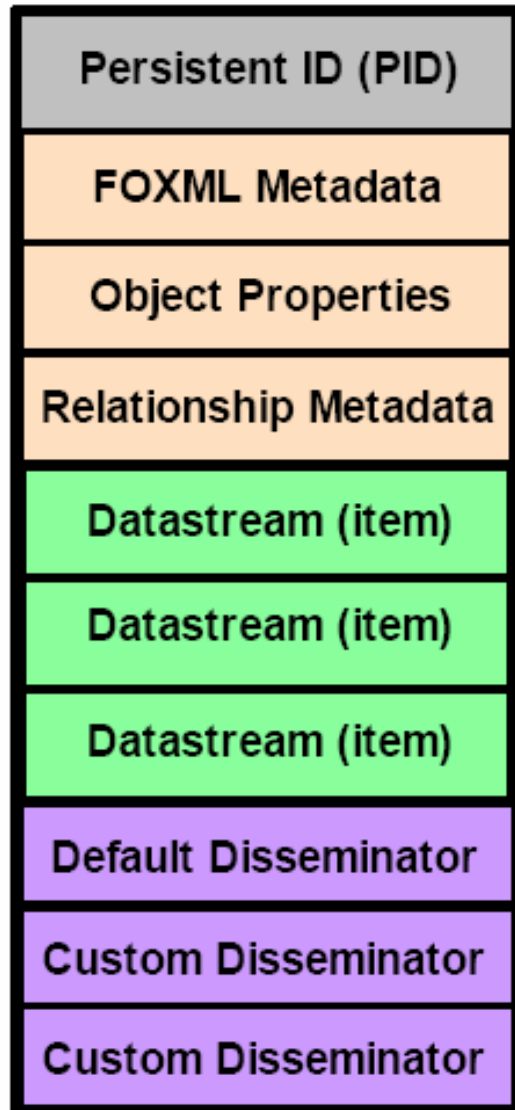 Persistent ID (PID)
FOXML Metadata
Object Properties
Relationship Metadata
Datastream (item)
Datastream (item)
Datastream (item)
Default Disseminator
Custom Disseminator
Custom Disseminator